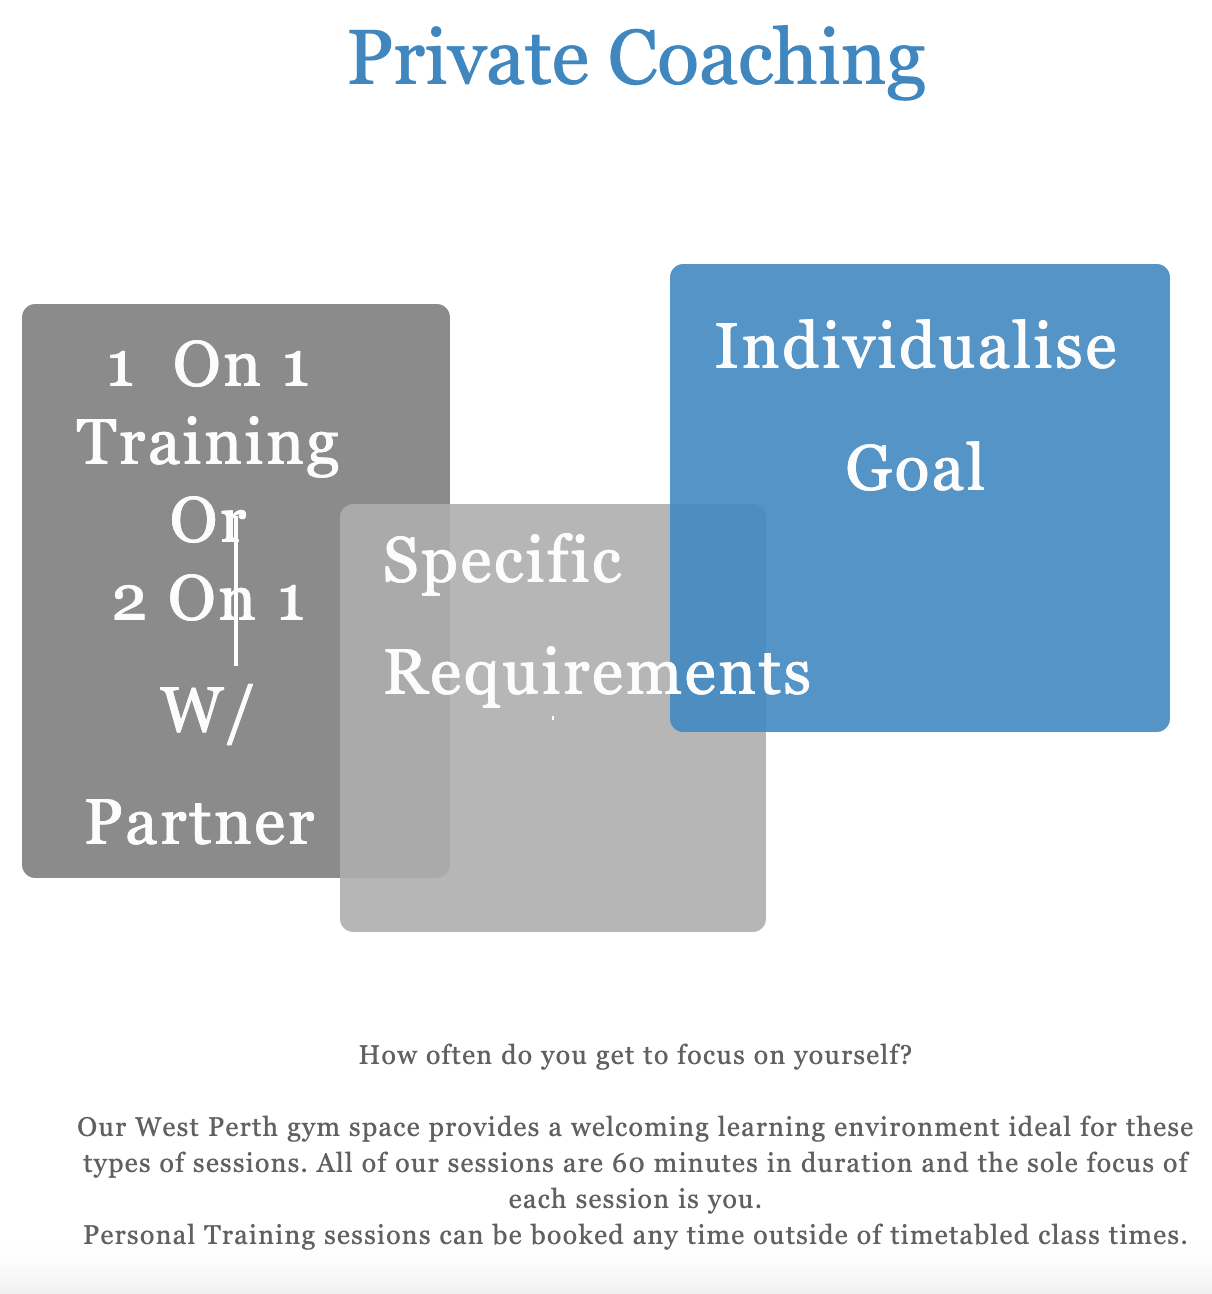 Private Coaching
1 On 1
Training
Or
2 On 1
W/
Partner
Specific
Requirements
Individualise
Goal
How often do you get to focus on yourself?
Our West Perth gym space provides a welcoming learning environment ideal for these
types of sessions. All of our sessions are 60 minutes in duration and the sole focus of
each session is you.
Personal Training sessions can be booked any time outside of timetabled class times.